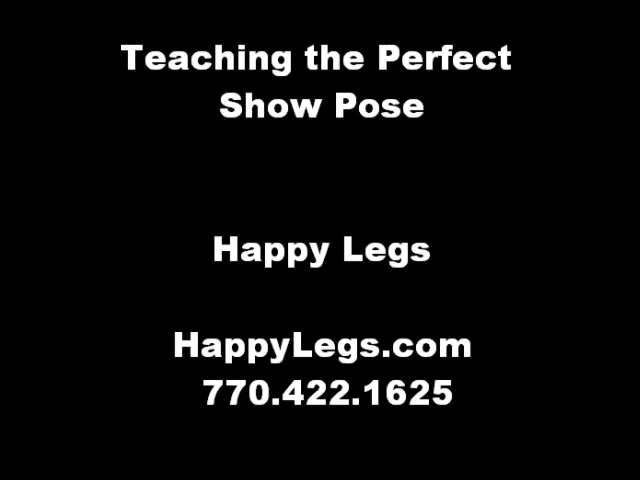 Teaching the Perfect
Show Pose
Happy Legs
HappyLegs.com
770.422.1625